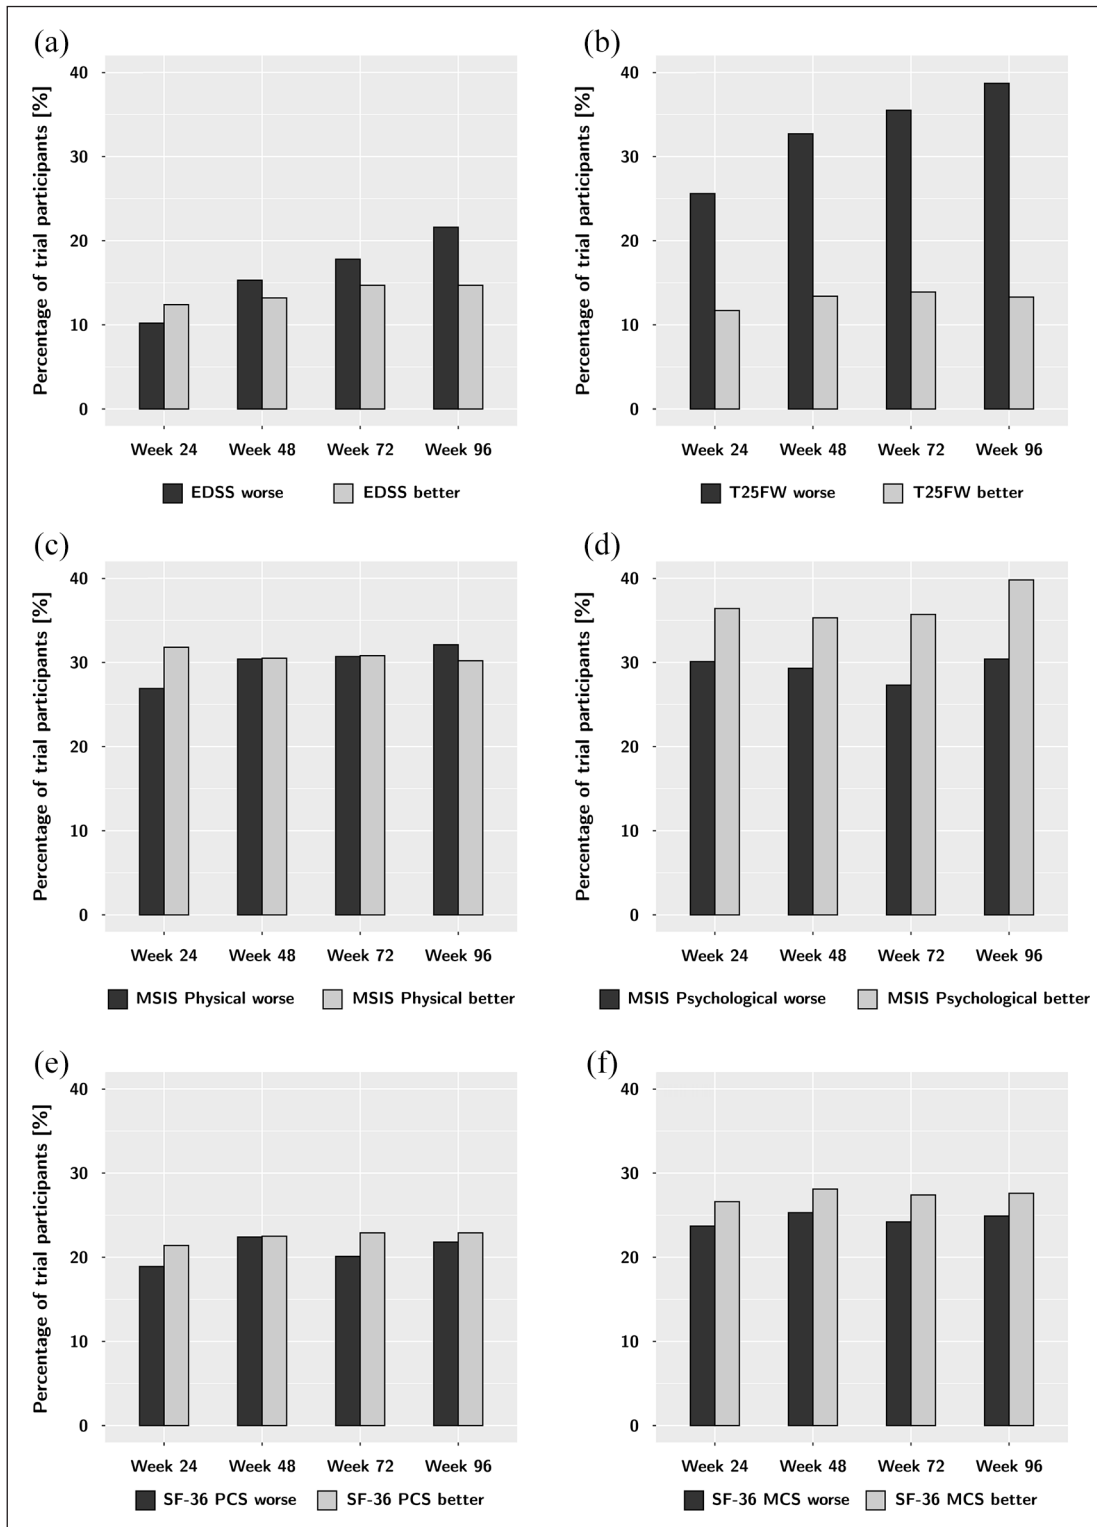 (a)
Percentage of trial participants [%]
40
30
20
10
0
Week 24 Week 48 Week 72 Week 96
EDSS worse EDSS better
(b)
Percentage of trial participants [%]
40
30
20
10
0
Week 24 Week 48 Week 72 Week 96
T25FW worse T25FW better
(c)
Percentage of trial participants [%]
40
30
20
10
0
Week 24 Week 48 Week 72 Week 96
MSIS Physical worse MSIS Physical better
(d)
Percentage of trial participants [%]
40
30
20
10
0
Week 24 Week 48 Week 72 Week 96
MSIS Psychological worse MSIS Psychological better
(e)
Percentage of trial participants [%]
40
30
20
10
0
Week 24 Week 48 Week 72 Week 96
SF-36 PCS worse SF-36 PCS better
(f)
40
30
20
10
0
Week 24 Week 48 Week 72 Week 96
SF-36 MCS worse SF-36 MCS better